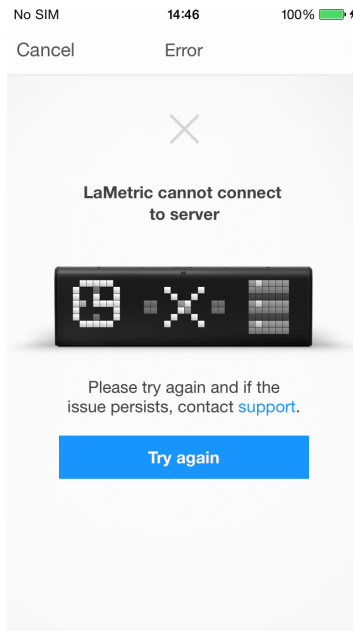 No SIM 14:46 100%
Cancel Error
LaMetric cannot connect
to server
Please try again and if the
issue persists, contact support.
Try again